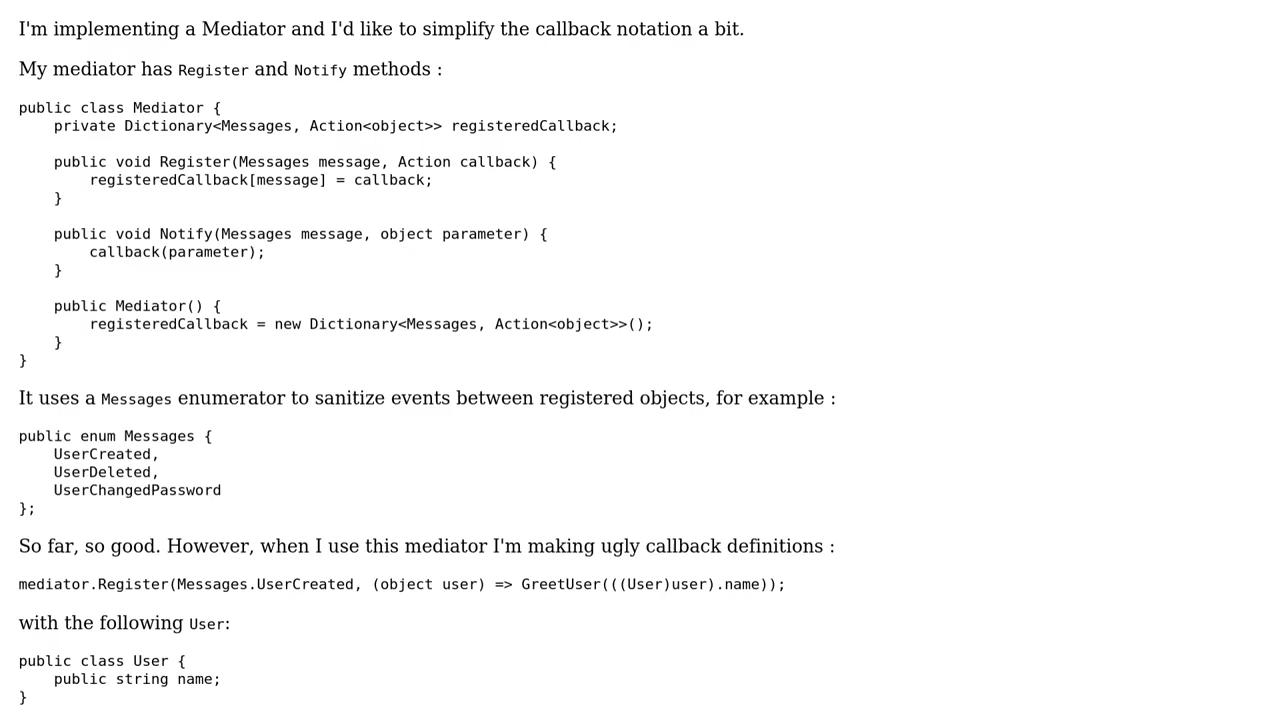 I'm implementing a Mediator and I'd like to simplify the callback notation a bit.
My mediator has Register and Notify methods :
public class Mediator {
    private Dictionary<Messages, Action<object>> registeredCallback;
    public void Register(Messages message, Action callback) {
        registeredCallback[message] = callback;
    }
    public void Notify(Messages message, object parameter) {
        callback(parameter);
    }
    public Mediator() {
        registeredCallback = new Dictionary<Messages, Action<object>>();
    }
}
It uses a Messages enumerator to sanitize events between registered objects, for example :
public enum Messages {
    UserCreated,
    UserDeleted,
    UserChangedPassword
};
So far, so good. However, when I use this mediator I'm making ugly callback definitions :
mediator.Register(Messages.UserCreated, (object user) => GreetUser(((User)user).name));
with the following User:
public class User {
    public string name;
}